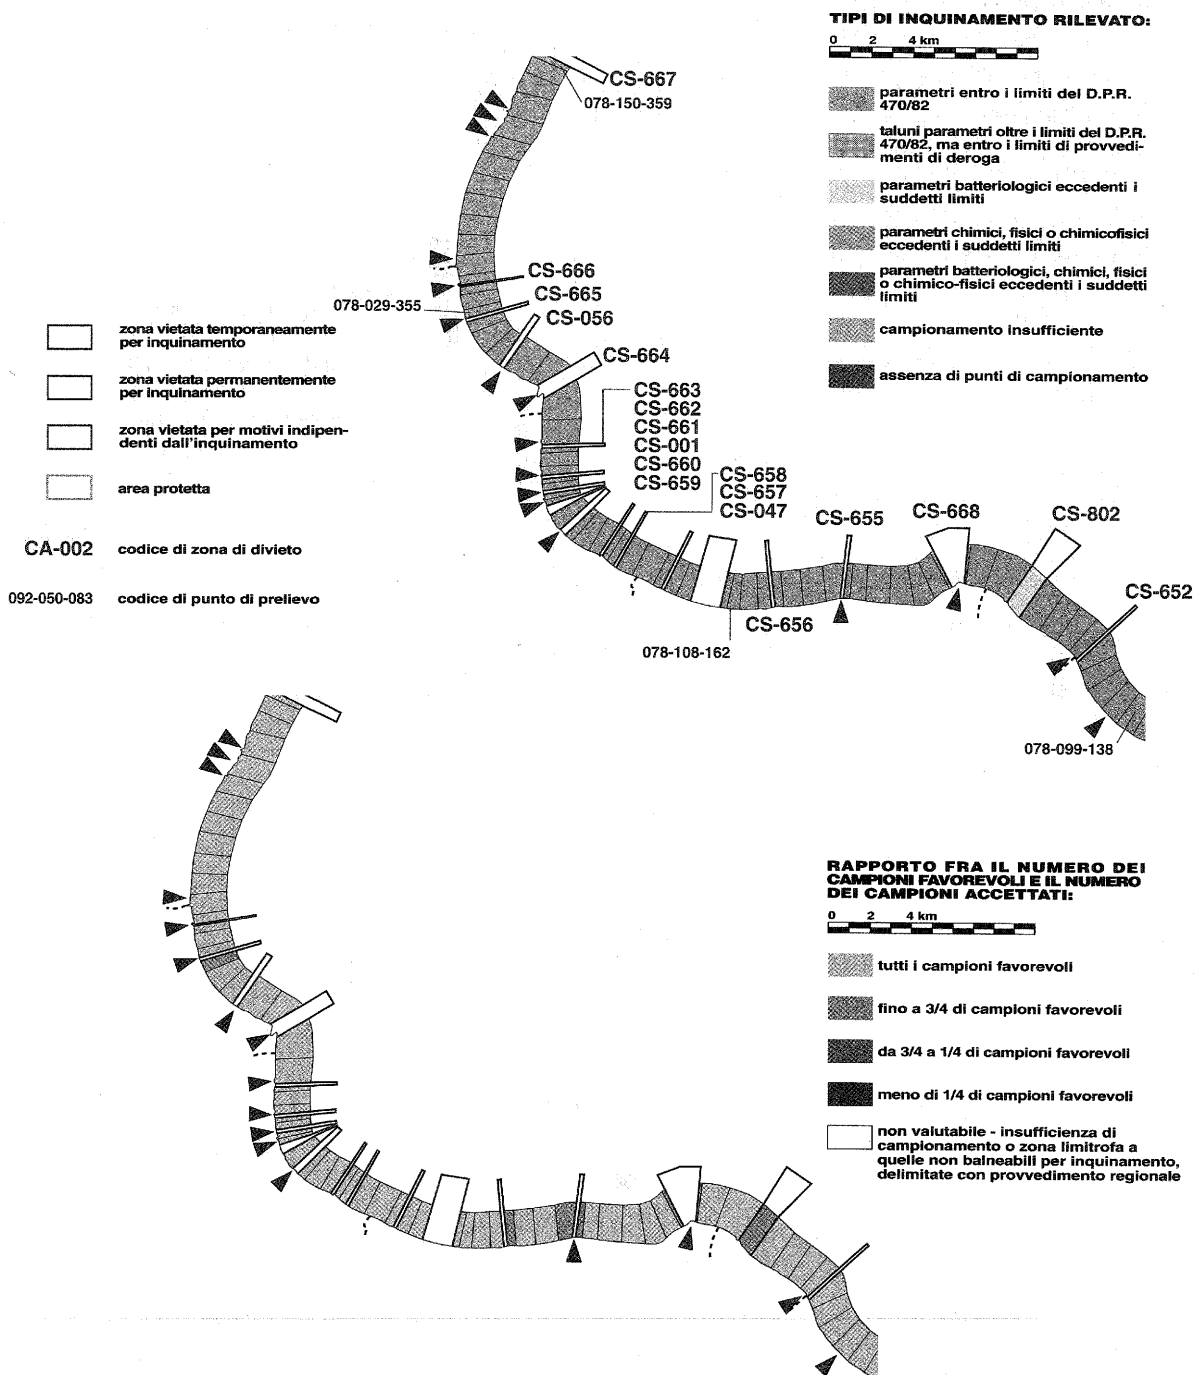 TIPI DI INQUINAMENTO RILEVATO:
0 2 4 km
parametri entro i limiti del D.P.R.
470/82
taluni parametri oltre i limiti del D.P.R.
470/82, ma entro i limiti di provvedi-
menti di deroga
parametri batteriologici eccedenti i
suddetti limiti
parametri chimici, fisici o chimicofisici
eccedenti i suddetti limiti
parametri batteriologici, chimici, fisici
o chimico-fisici eccedenti i suddetti
limiti
campionamento insufficiente
assenza di punti di campionamento
CS-667
078-150-359
CS-666
CS-665
078-029-355
CS-056
CS-664
CS-663
CS-662
CS-661
CS-001
CS-660
CS-659
CS-658
CS-657
CS-047
CS-655
CS-668
CS-802
CS-652
CS-656
078-108-162
078-099-138
zona vietata temporaneamente
per inquinamento
zona vietata permanentemente
per inquinamento
zona vietata per motivi indipen-
denti dall'inquinamento
area protetta
CA-002 codice di zona di divieto
092-050-083 codice di punto di prelievo
RAPPORTO FRA IL NUMERO DEI
CAMPIONI FAVOREVOLI E IL NUMERO
DEI CAMPIONI ACCETTATI:
0 2 4 km
tutti i campioni favorevoli
fino a 3/4 di campioni favorevoli
da 3/4 a 1/4 di campioni favorevoli
meno di 1/4 di campioni favorevoli
non valutabile - insufficienza di
campionamento o zona limitrofa a
quelle non balneabili per inquinamento,
delimitate con provvedimento regionale